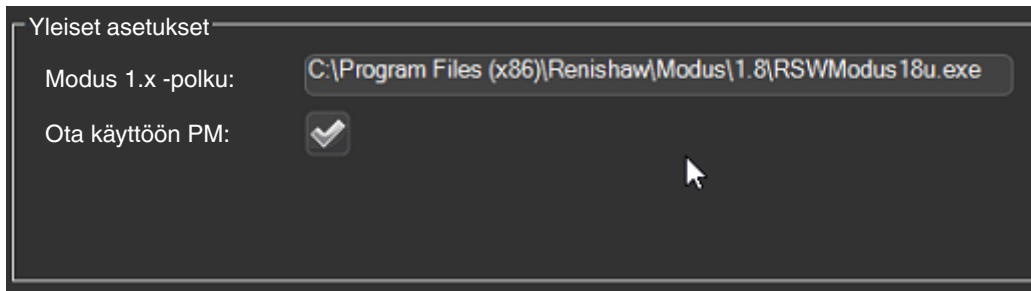 Yleiset asetukset
Modus 1.x -polku: C:\Program Files (x86)\Renishaw\Modus\1.8\RSWModus18u.exe
Ota käyttöön PM: